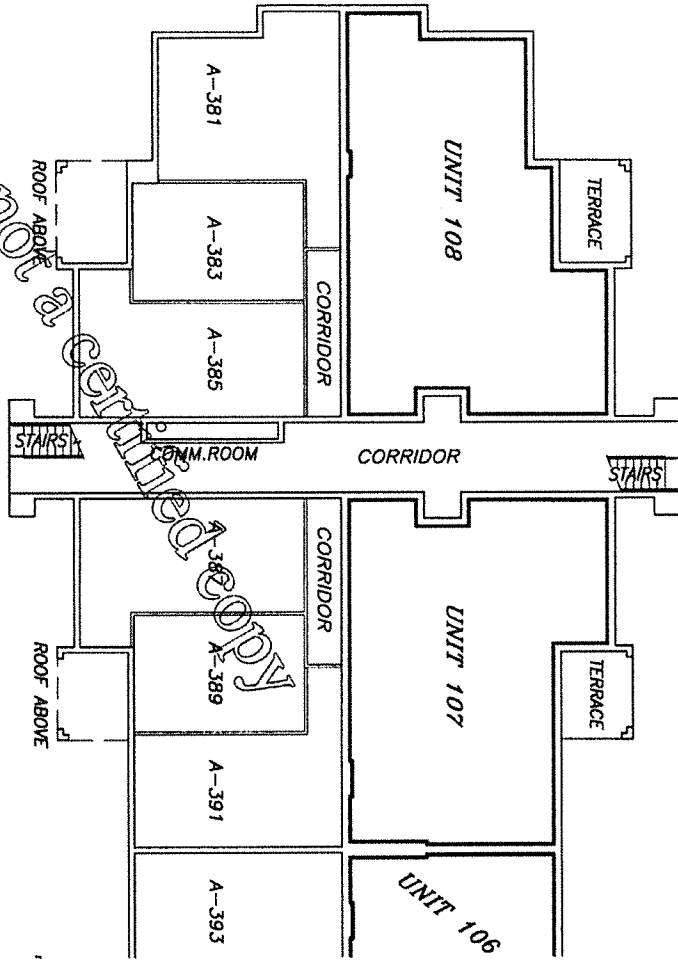 A-381
UNIT 108
TERRACE
ROOF ABOVE
A-383
CORRIDOR
A-385
STAIRS
COMM.ROOM
CORRIDOR
STAIRS
A-387
CORRIDOR
UNIT 107
A-389
ROOF ABOVE
TERRACE
A-391
A-393
UNIT 106
not a certified copy